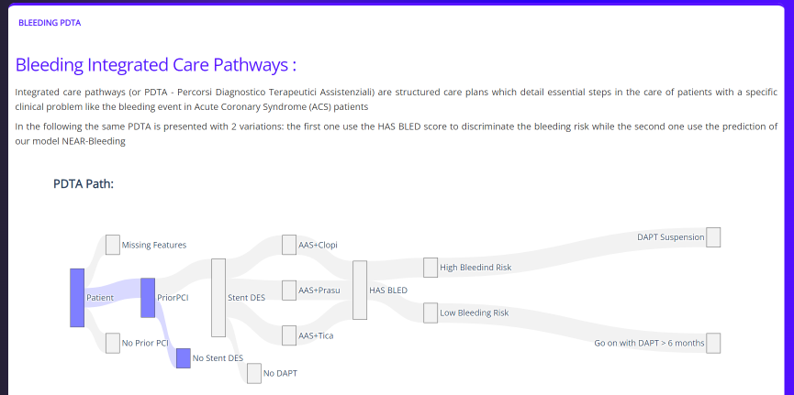 BLEEDING PDTA
Bleeding Integrated Care Pathways :
Integrated care pathways (or PDTA - Percorsi Diagnostico Terapeutici Assistenziali) are structured care plans which detail essential steps in the care of patients with a specific
clinical problem like the bleeding event in Acute Coronary Syndrome (ACS) patients
In the following the same PDTA is presented with 2 variations: the first one use the HAS BLED score to discriminate the bleeding risk while the second one use the prediction of
our model NEAR-Bleeding
PDTA Path:
Missing Features
AAS+Clopi
DAPT Suspension
High Bleedind Risk
Patient
PriorPCI
Stent DES
AAS+Prasu
HAS BLED
Low Bleeding Risk
No Prior PCI
AAS+Tica
Go on with DAPT > 6 months
No Stent DES
No DAPT